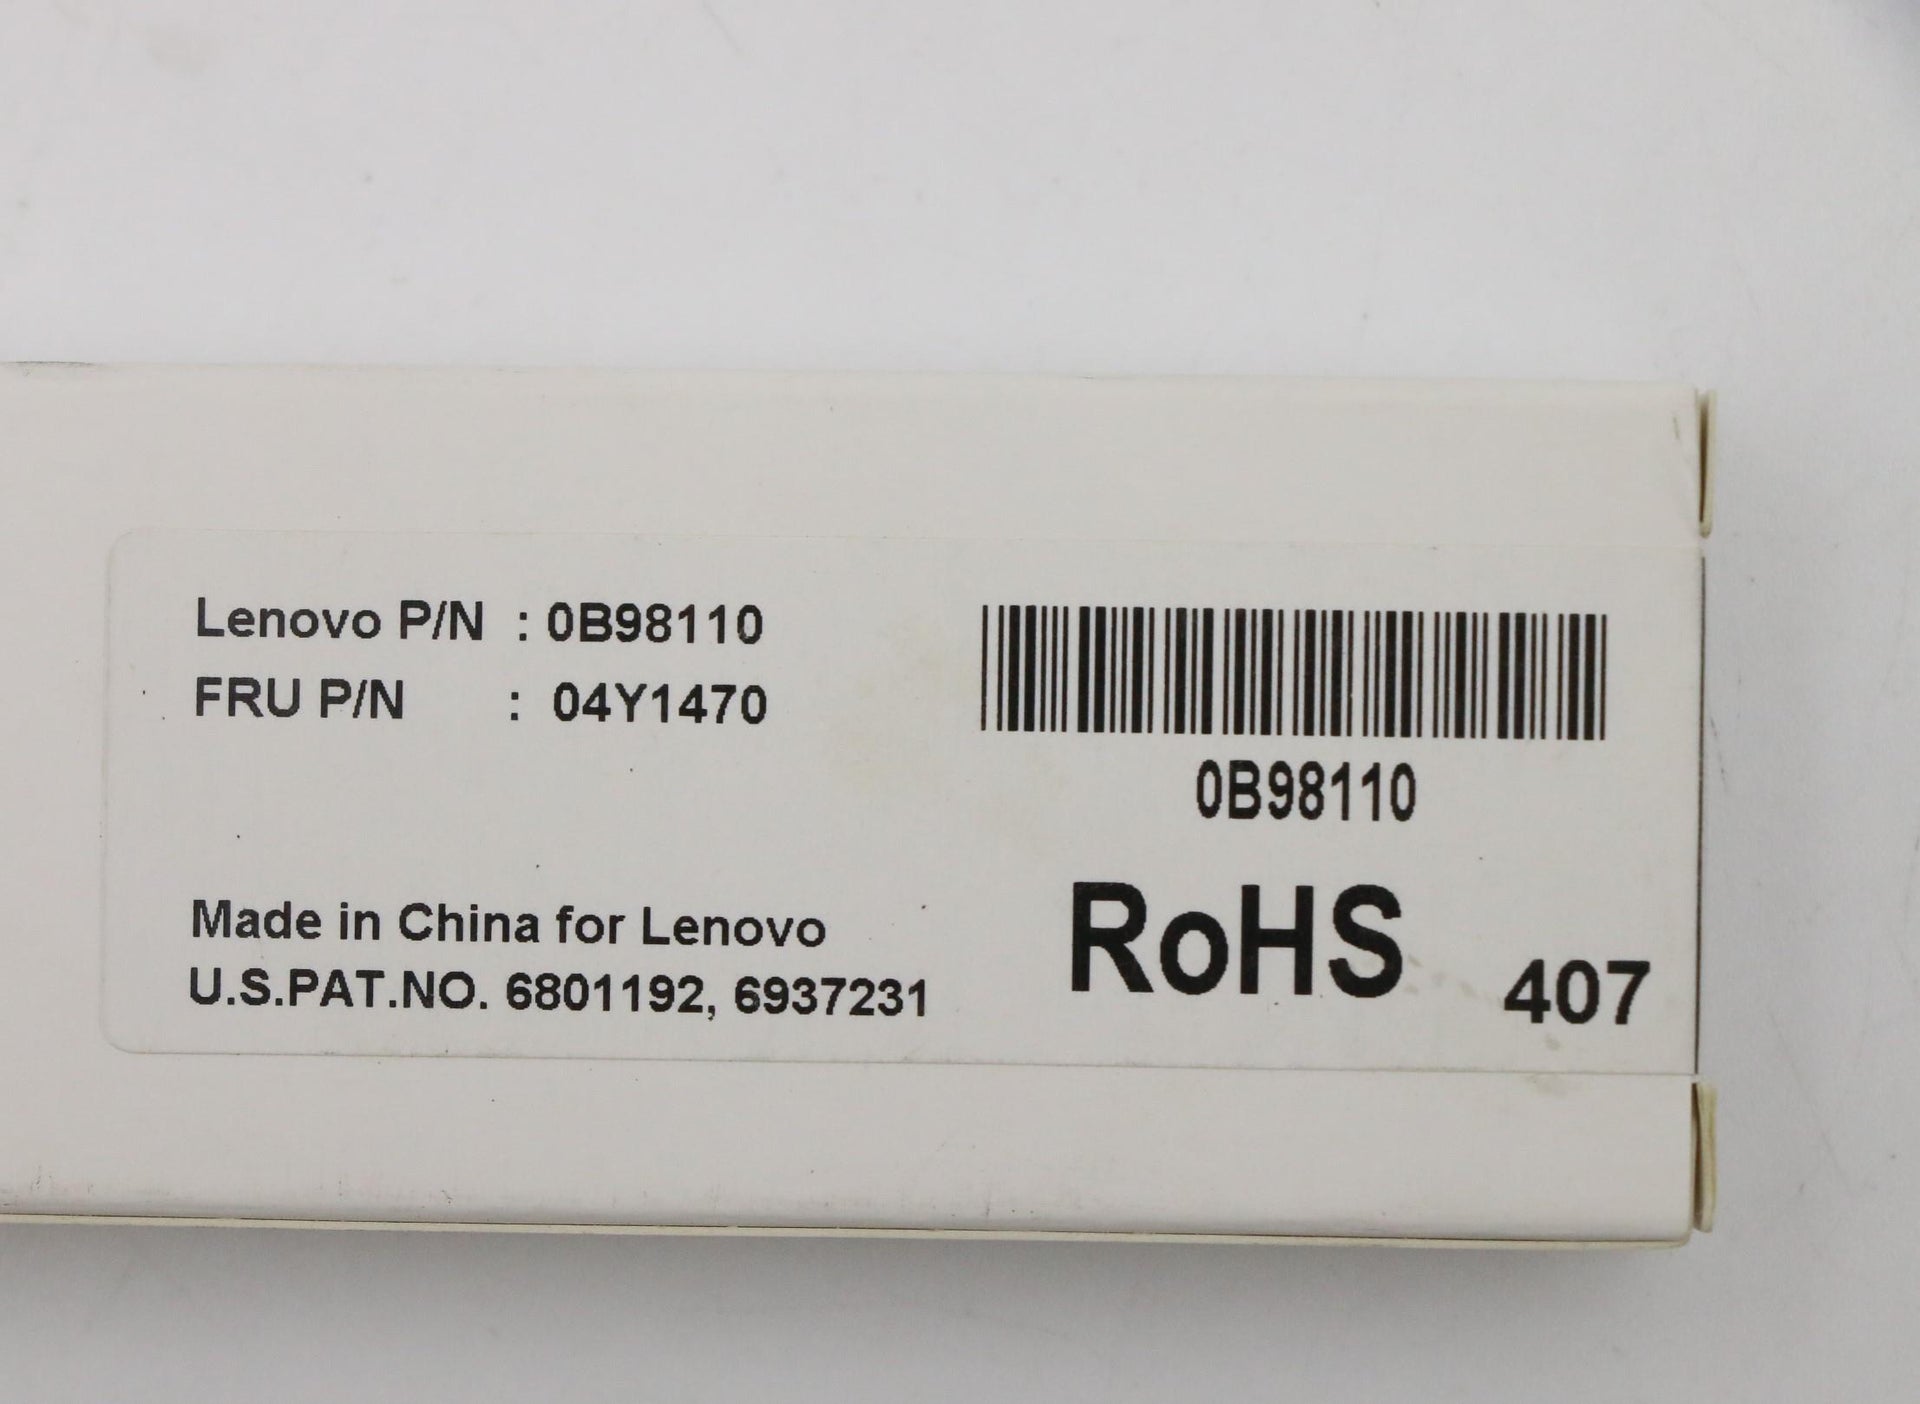 Lenovo P/N : 0B98110
FRU P/N : 04Y1470
0B98110
Made in China for Lenovo
U.S.PAT.NO. 6801192, 6937231
RoHS
407